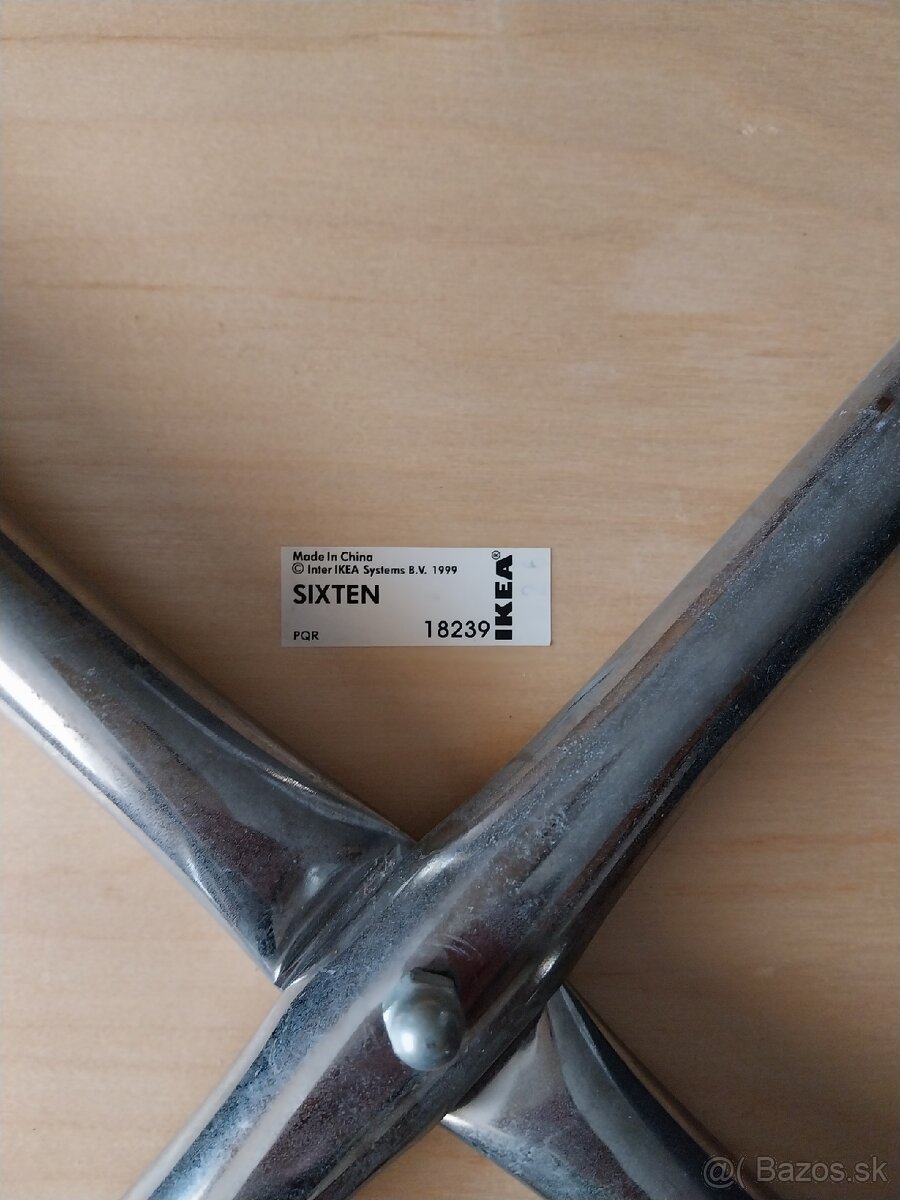 Made In China
© Inter IKEA Systems B.V. 1999
SIXTEN
PQR
18239
IKEA®
@( Bazos.sk